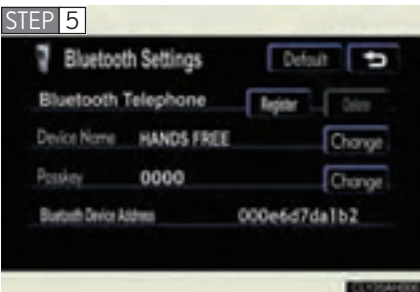 STEP 5
Bluetooth Settings Default
Bluetooth Telephone Register Delete
Device Name HANDS FREE Change
Passkey 0000 Change
Bluetooth Device Address 000e6d7da1b2